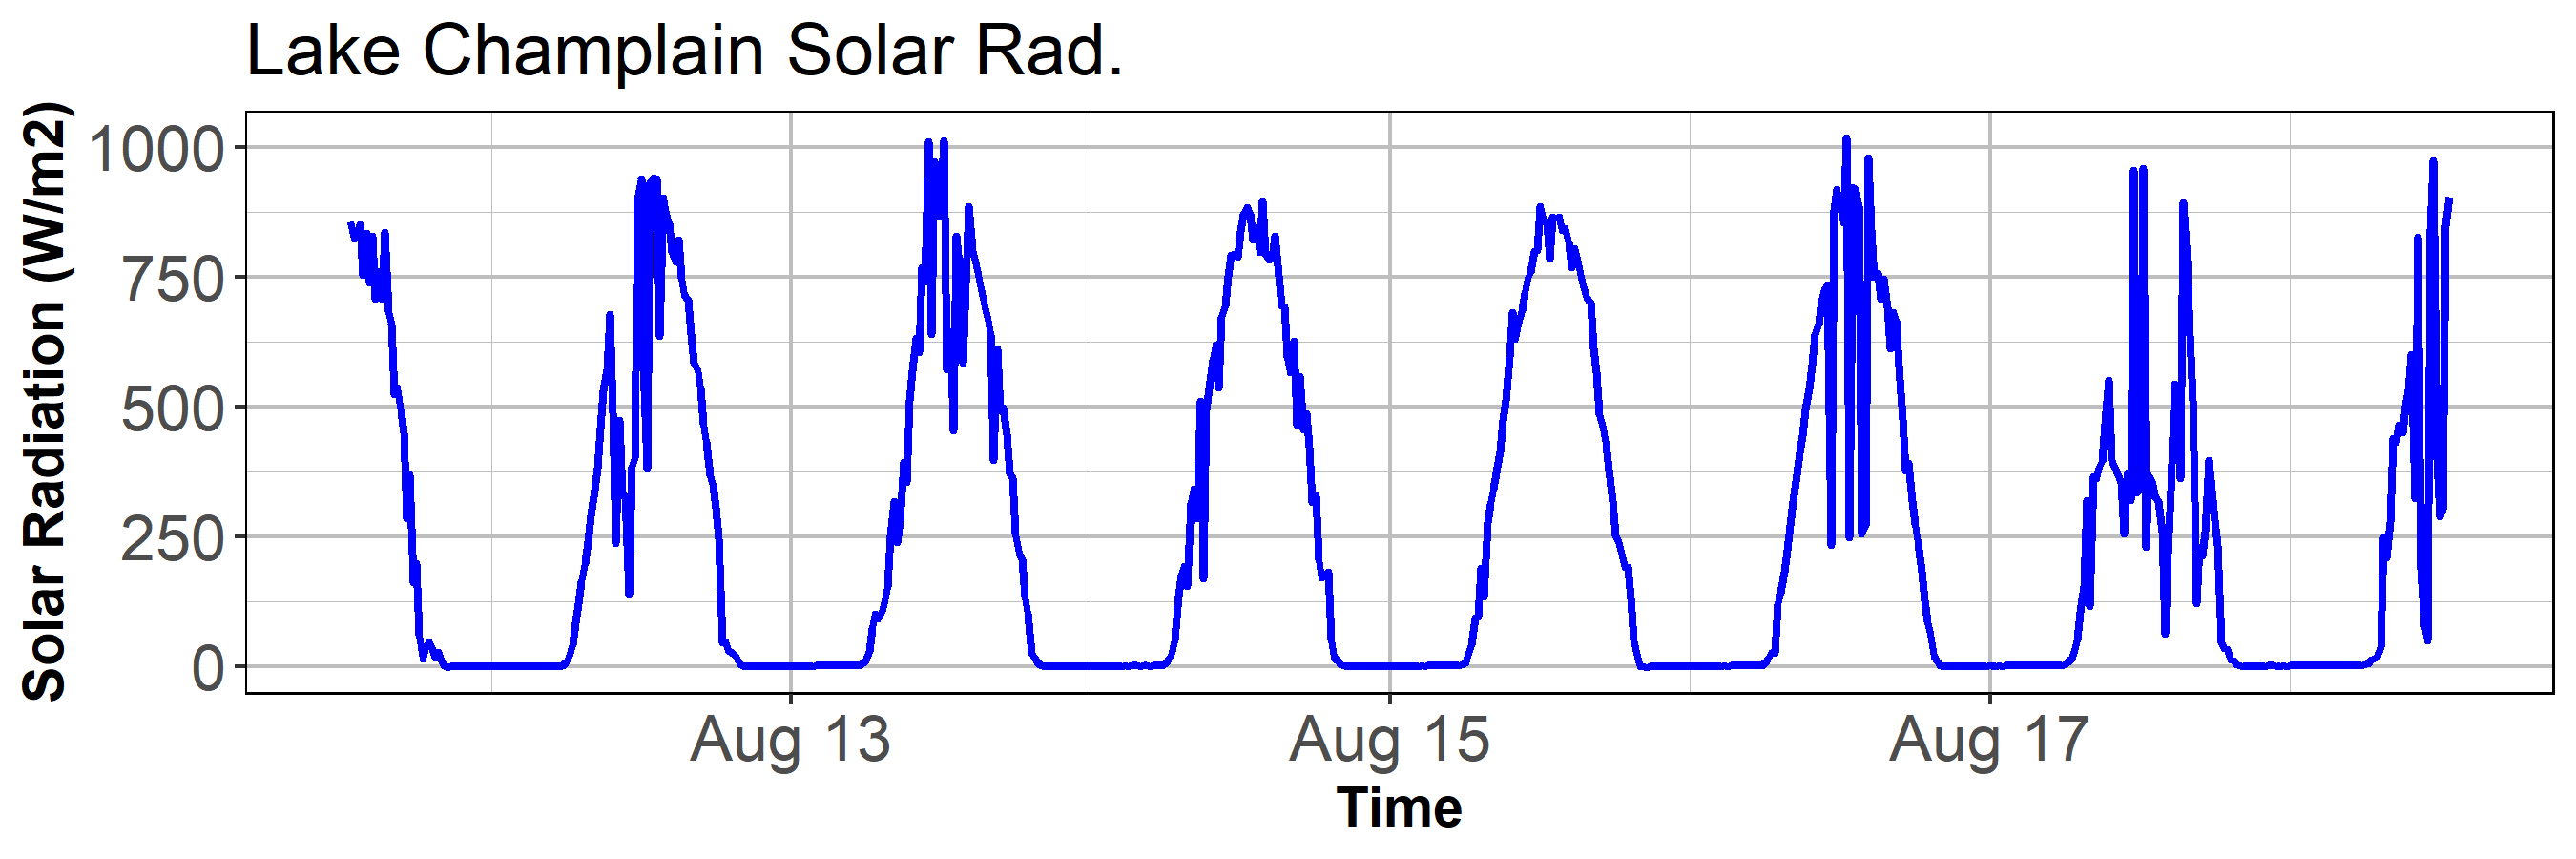 Lake Champlain Solar Rad.
Solar Radiation (W/m2)
1000
750
500
250
0
Aug 13 Aug 15 Aug 17
Time